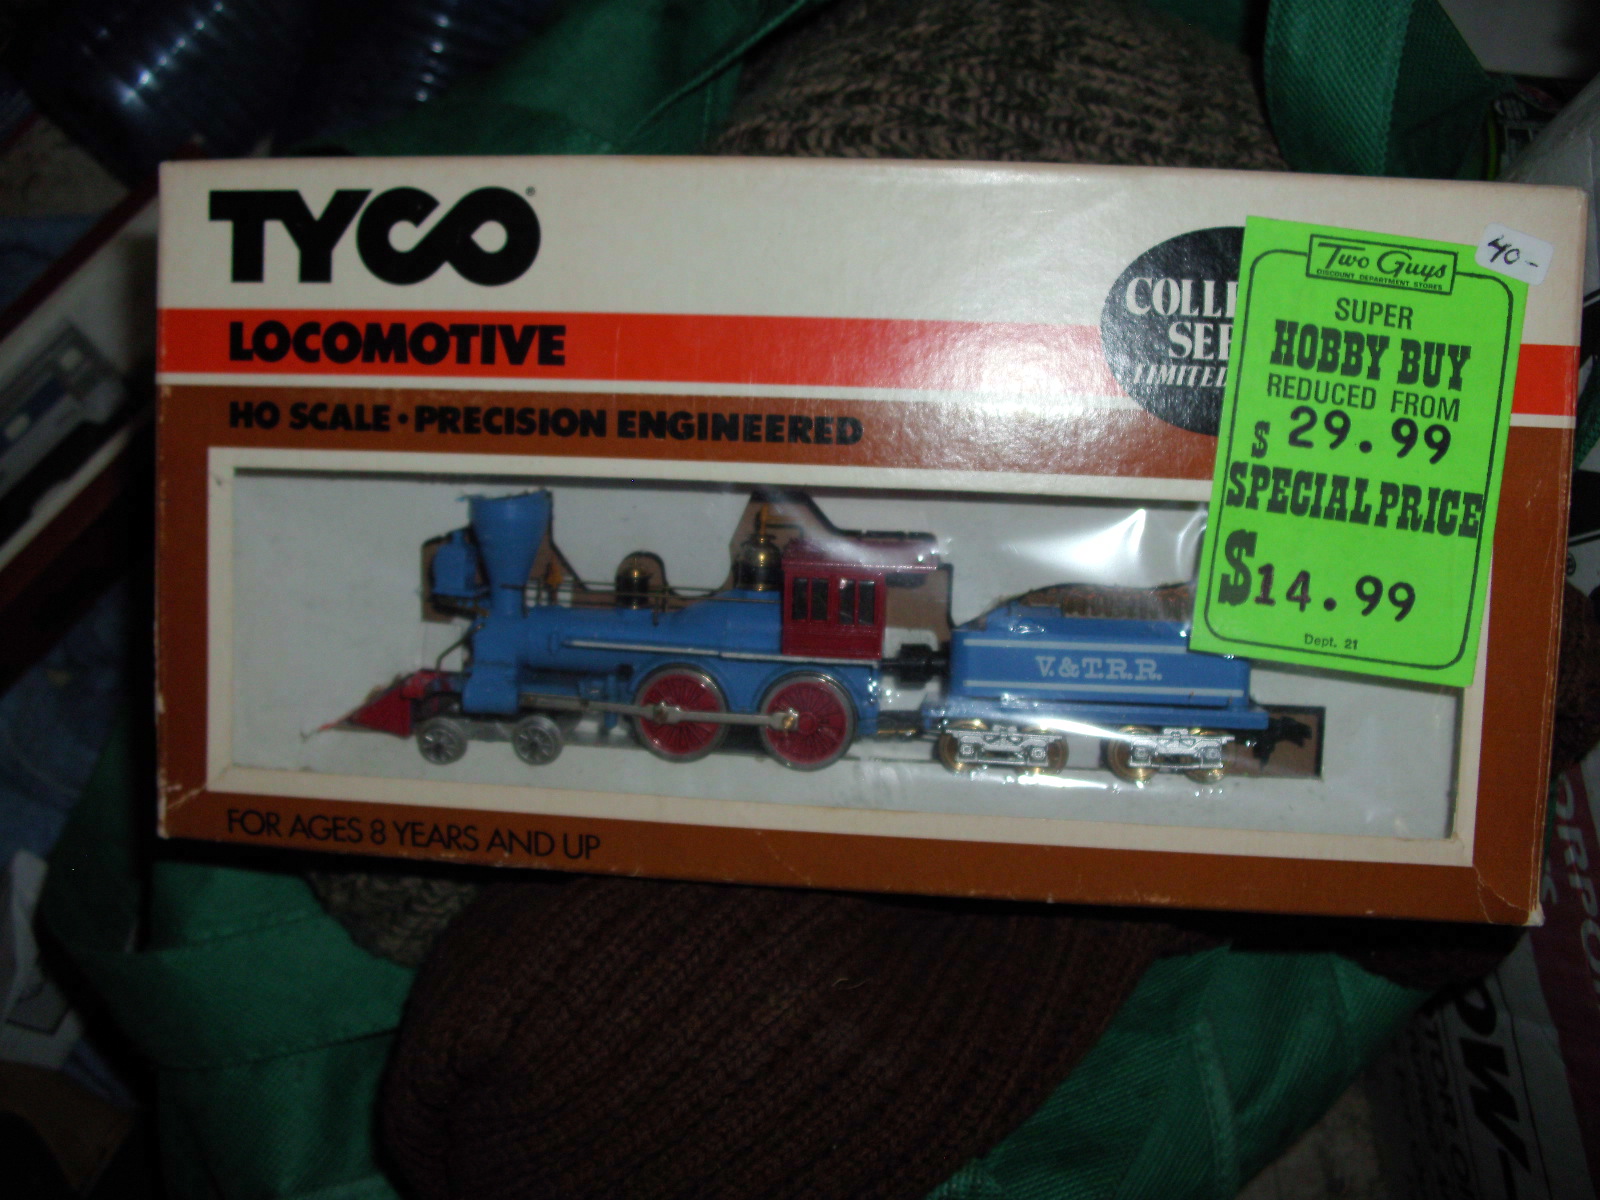 TYCO®
LOCOMOTIVE
HO SCALE • PRECISION ENGINEERED
40-
Two Guys
DISCOUNT DEPARTMENT STORES
SUPER
HOBBY BUY
REDUCED FROM
$ 29.99
SPECIAL PRICE
$14.99
Dept. 21
V.&T.R.R.
FOR AGES 8 YEARS AND UP